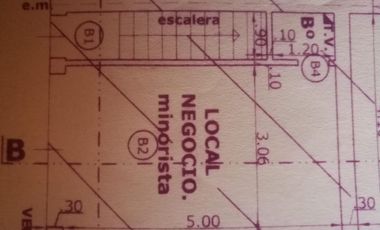 e.m
escalera
B1
.90
.10
1.20
Bº
T.V.
B4
.10
LOCAL
NEGOCIO.
minorista
B2
3.06
B
.30
5.00
.30